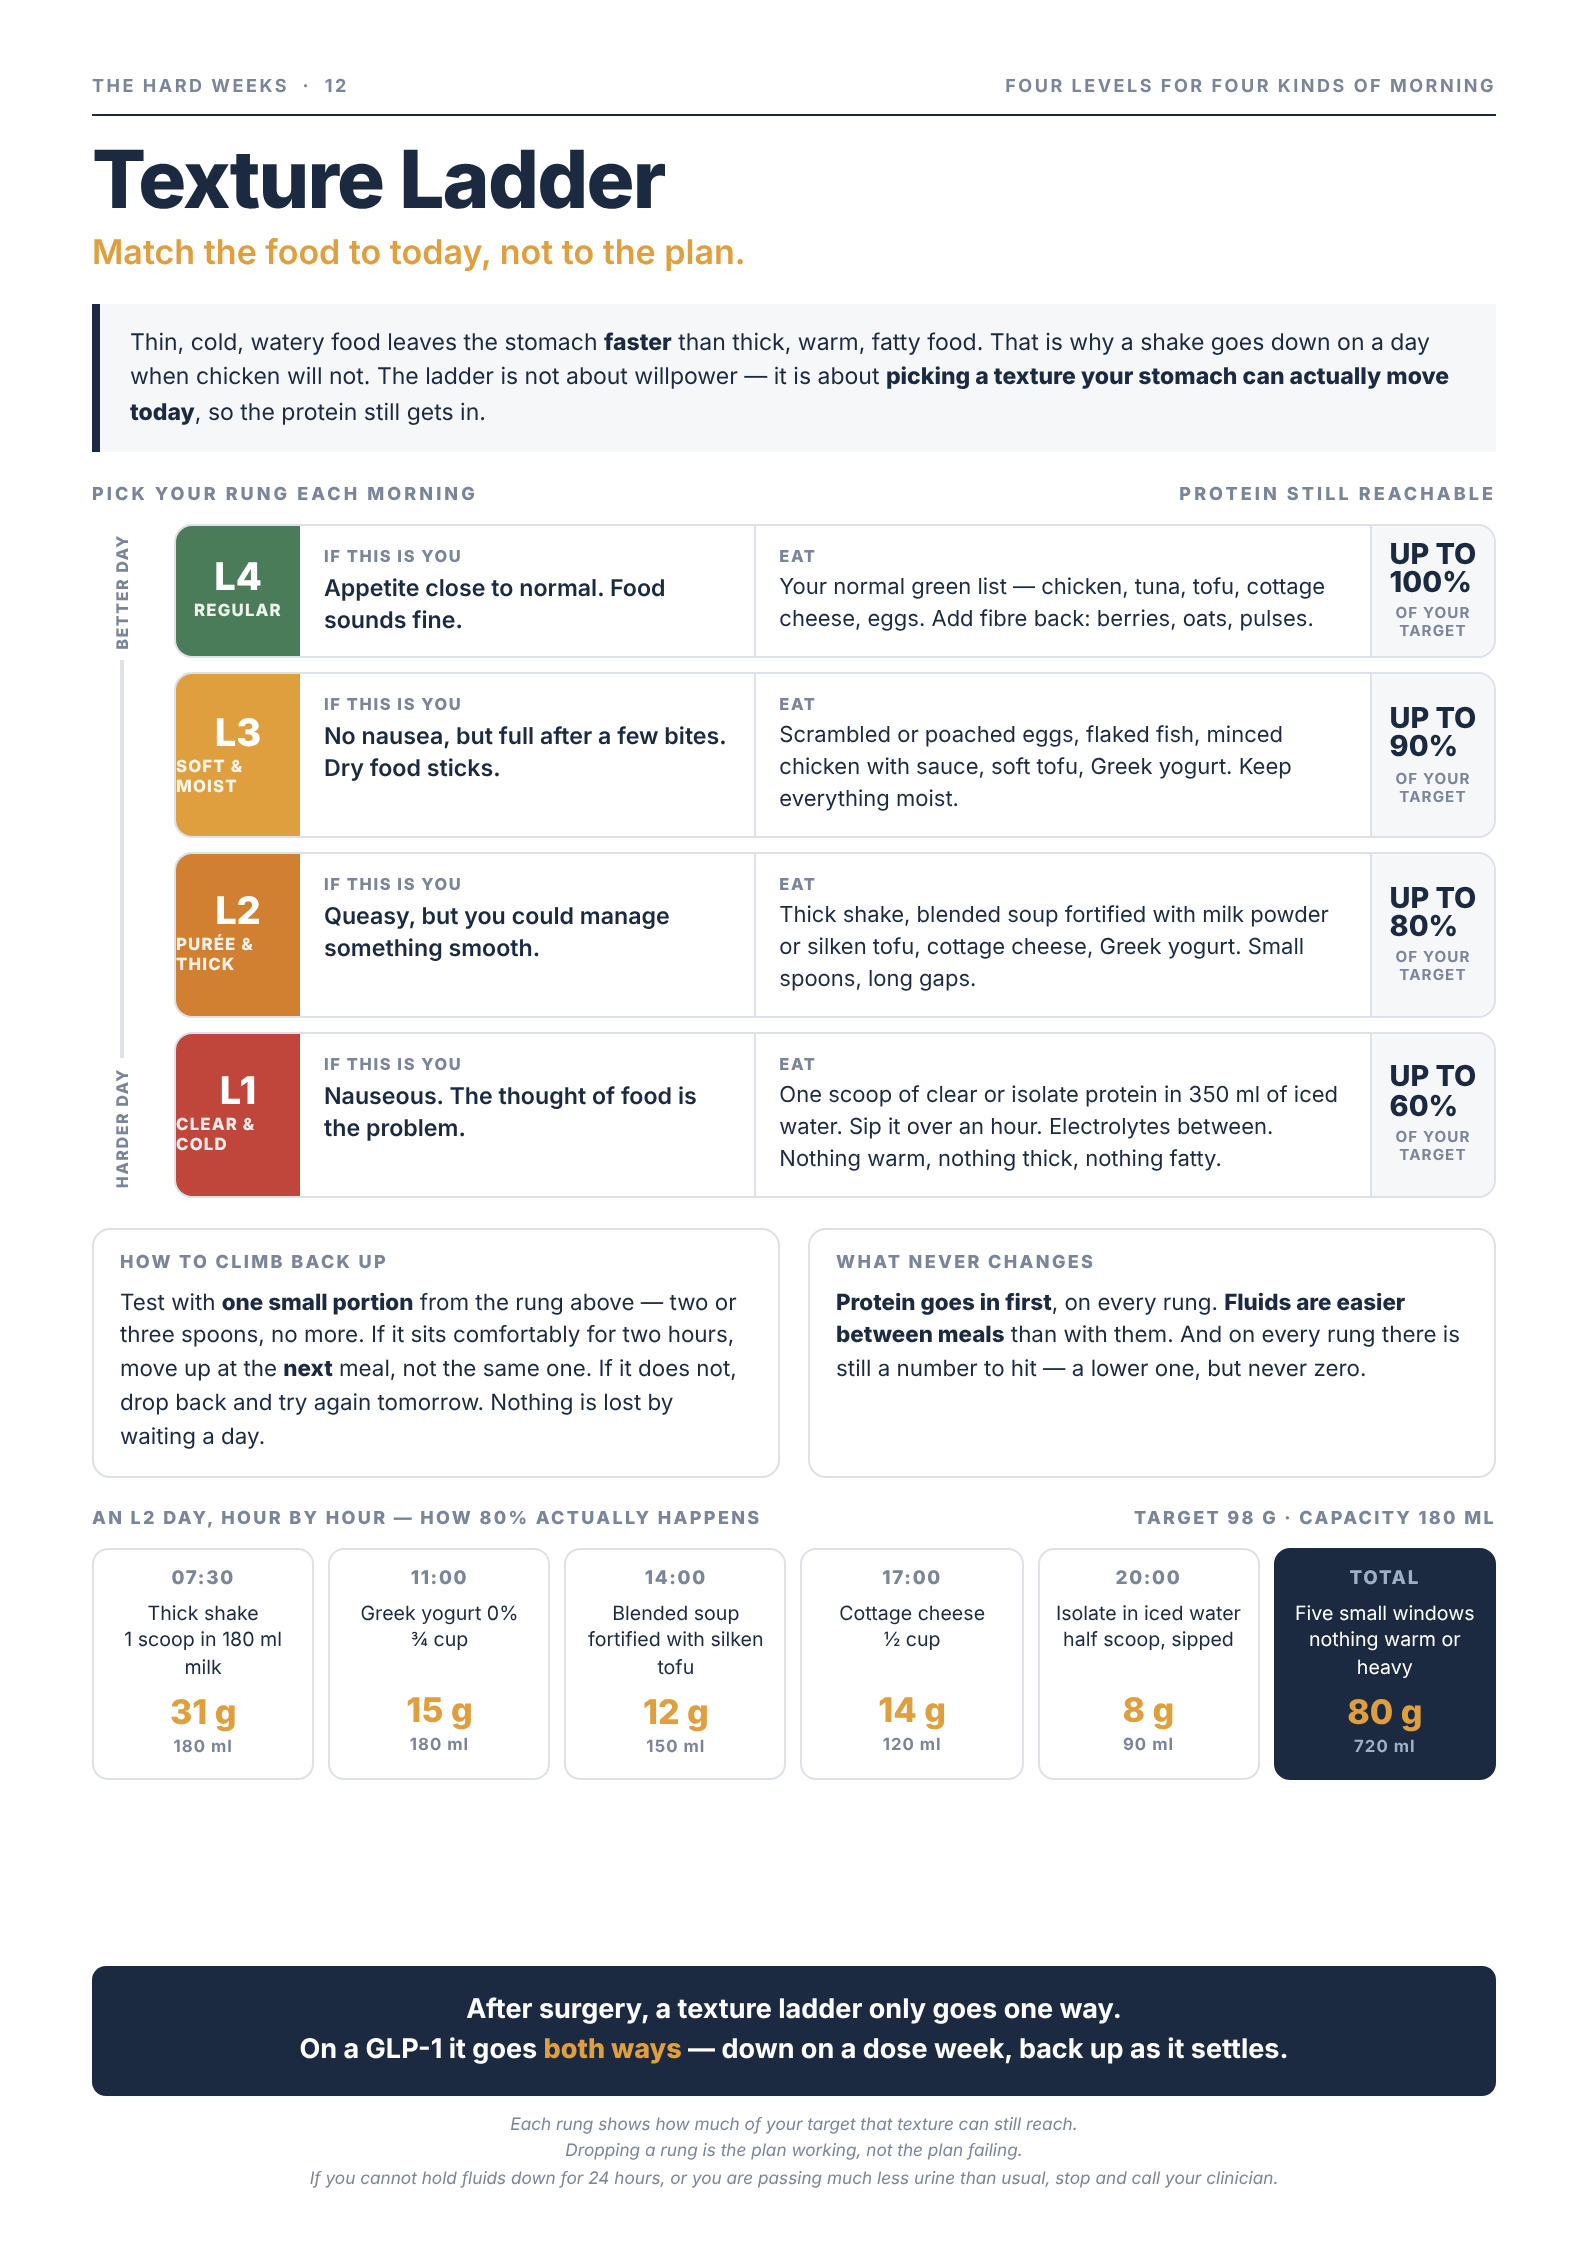 THE HARD WEEKS · 12
FOUR LEVELS FOR FOUR KINDS OF MORNING
Texture Ladder
Match the food to today, not to the plan.
Thin, cold, watery food leaves the stomach faster than thick, warm, fatty food. That is why a shake goes down on a day
when chicken will not. The ladder is not about willpower — it is about picking a texture your stomach can actually move
today, so the protein still gets in.
PICK YOUR RUNG EACH MORNING
PROTEIN STILL REACHABLE
BETTER DAY
L4
REGULAR
IF THIS IS YOU
Appetite close to normal. Food
sounds fine.
EAT
Your normal green list — chicken, tuna, tofu, cottage
cheese, eggs. Add fibre back: berries, oats, pulses.
UP TO
100%
OF YOUR
TARGET
L3
SOFT &
MOIST
IF THIS IS YOU
No nausea, but full after a few bites.
Dry food sticks.
EAT
Scrambled or poached eggs, flaked fish, minced
chicken with sauce, soft tofu, Greek yogurt. Keep
everything moist.
UP TO
90%
OF YOUR
TARGET
L2
PURÉE &
THICK
IF THIS IS YOU
Queasy, but you could manage
something smooth.
EAT
Thick shake, blended soup fortified with milk powder
or silken tofu, cottage cheese, Greek yogurt. Small
spoons, long gaps.
UP TO
80%
OF YOUR
TARGET
HARDER DAY
L1
CLEAR &
COLD
IF THIS IS YOU
Nauseous. The thought of food is
the problem.
EAT
One scoop of clear or isolate protein in 350 ml of iced
water. Sip it over an hour. Electrolytes between.
Nothing warm, nothing thick, nothing fatty.
UP TO
60%
OF YOUR
TARGET
HOW TO CLIMB BACK UP
Test with one small portion from the rung above — two or
three spoons, no more. If it sits comfortably for two hours,
move up at the next meal, not the same one. If it does not,
drop back and try again tomorrow. Nothing is lost by
waiting a day.
WHAT NEVER CHANGES
Protein goes in first, on every rung. Fluids are easier
between meals than with them. And on every rung there is
still a number to hit — a lower one, but never zero.
AN L2 DAY, HOUR BY HOUR — HOW 80% ACTUALLY HAPPENS
TARGET 98 G · CAPACITY 180 ML
07:30
Thick shake
1 scoop in 180 ml
milk
31 g
180 ml
11:00
Greek yogurt 0%
¾ cup
15 g
180 ml
14:00
Blended soup
fortified with silken
tofu
12 g
150 ml
17:00
Cottage cheese
½ cup
14 g
120 ml
20:00
Isolate in iced water
half scoop, sipped
8 g
90 ml
TOTAL
Five small windows
nothing warm or
heavy
80 g
720 ml
After surgery, a texture ladder only goes one way.
On a GLP-1 it goes both ways — down on a dose week, back up as it settles.
Each rung shows how much of your target that texture can still reach.
Dropping a rung is the plan working, not the plan failing.
If you cannot hold fluids down for 24 hours, or you are passing much less urine than usual, stop and call your clinician.